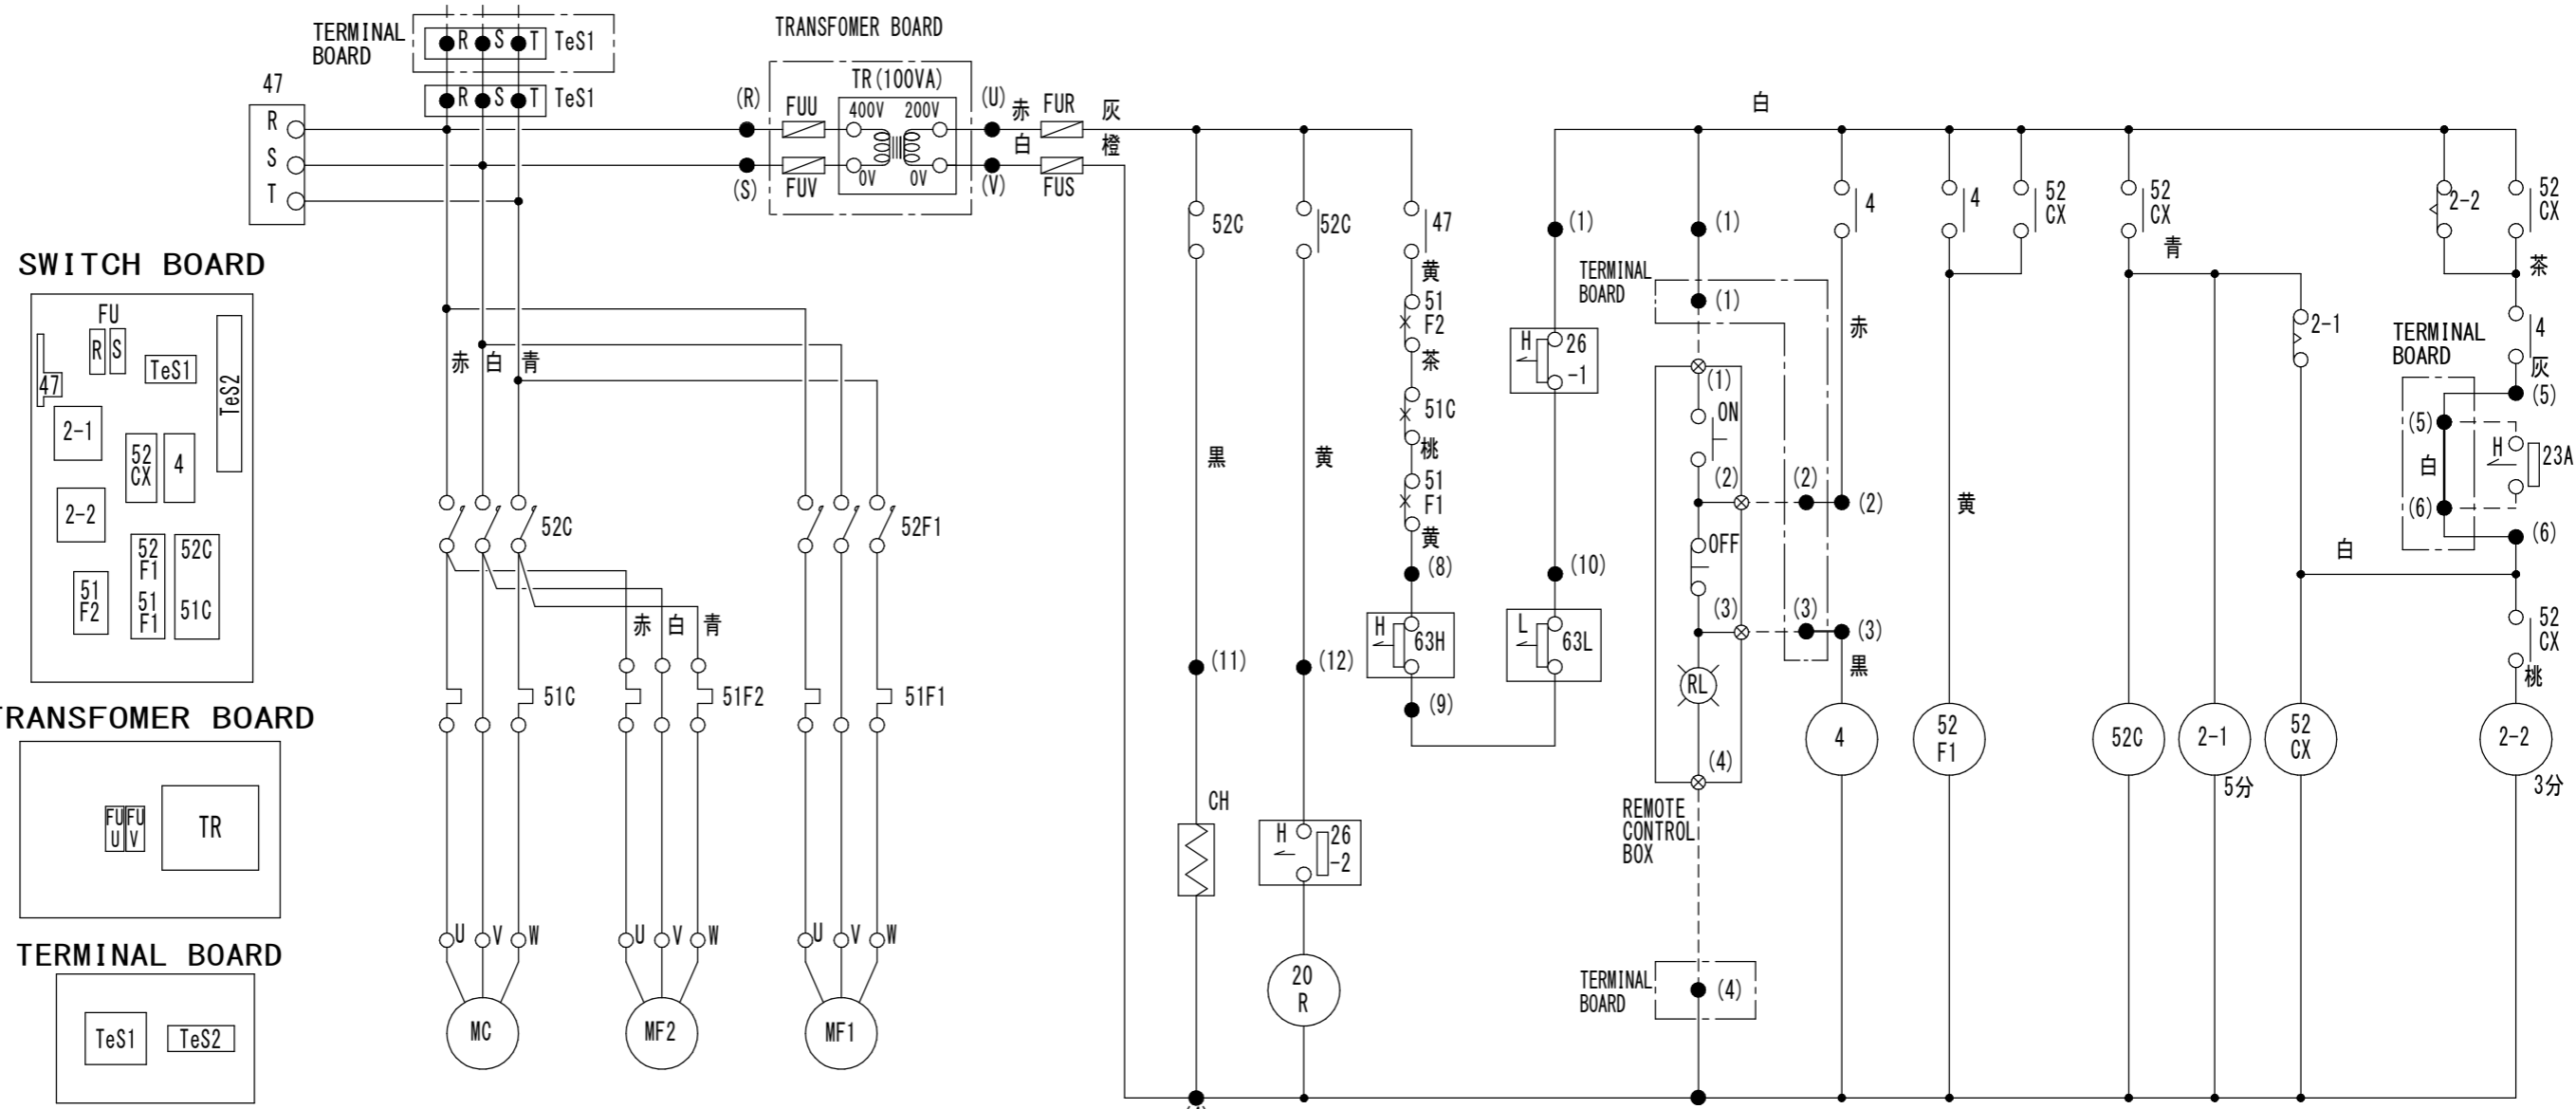 TERMINAL
BOARD
R S T TeS1
R S T TeS1
47
R
S
T
TRANSFOMER BOARD
TR(100VA)
400V 200V
0V 0V
(R)
FUU
(S)
FUV
(U)
赤
FUR
灰
白
橙
(V)
FUS
白
52C
52C
47
黄
51
F2
茶
51C
桃
51
F1
黄
(8)
H
63H
(9)
黒
(11)
CH
黄
(12)
H
26
-2
20
R
(1)
H
26
-1
(10)
L
63L
(1)
TERMINAL
BOARD
(1)
(1)
ON
(2)
(2)
(2)
OFF
(3)
(3)
(3)
RL
(4)
REMOTE
CONTROL
BOX
TERMINAL
BOARD
(4)
4
赤
黒
4
4
52
CX
黄
52
F1
52
CX
青
2-1
52C
2-1
5分
52
CX
2-2
52
CX
茶
4
灰
(5)
TERMINAL
BOARD
(5)
H
23A
白
(6)
(6)
白
52
CX
桃
2-2
3分
SWITCH BOARD
FU
R S
TeS1
TeS2
47
2-1
52
CX
4
2-2
52
F1
52C
51
F2
51
F1
51C
TRANSFOMER BOARD
FU
U
FU
V
TR
TERMINAL BOARD
TeS1
TeS2
赤 白 青
52C
52F1
赤 白 青
51C
51F2
51F1
U V W
U V W
U V W
MC
MF2
MF1